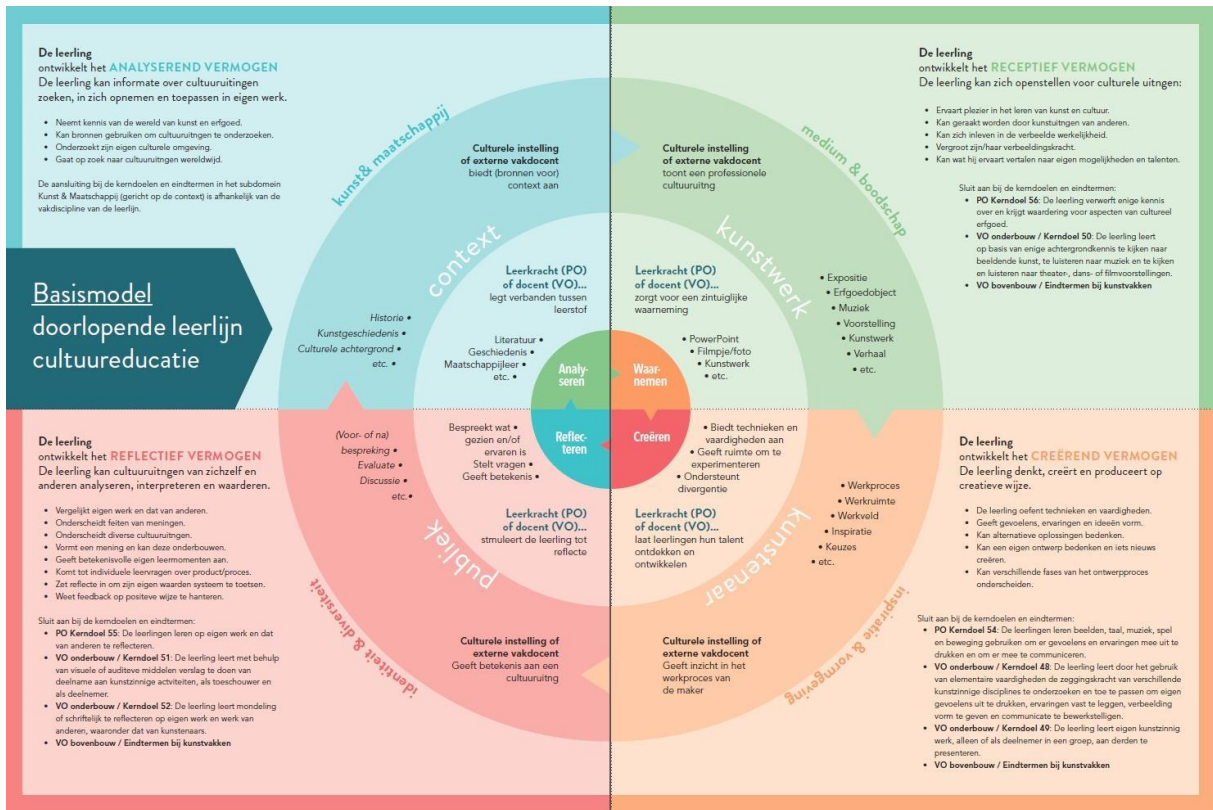 De leerling
ontwikkelt het ANALYSEREND VERMOGEN
De leerling kan informate over cultuuruitingen
zoeken, in zich opnemen en toepassen in eigen werk.
• Neemt kennis van de wereld van kunst en erfgoed.
• Kan bronnen gebruiken om cultuuruitngen te onderzoeken.
• Onderzoekt zijn eigen culturele omgeving.
• Gaat op zoek naar cultuuruitngen wereldwijd.
De aansluiting bij de kerndoelen en eindtermen in het subdomein
Kunst & Maatschappij (gericht op de context) is afhankelijk van de
vakdiscipline van de leerlijn.
Basismodel
doorlopende leerlijn
cultuureducatie
kunst& maatschappij
Culturele instelling
of externe vakdocent
biedt (bronnen voor)
context aan
context
Historie •
Kunstgeschiedenis •
Culturele achtergrond •
etc. •
Leerkracht (PO)
of docent (VO)...
legt verbanden tussen
leerstof
Literatuur •
Geschiedenis •
Maatschappijleer •
etc. •
Analy-
seren
De leerling
ontwikkelt het RECEPTIEF VERMOGEN
De leerling kan zich openstellen voor culturele uitngen:
• Ervaart plezier in het leren van kunst en cultuur.
• Kan geraakt worden door kunstuitngen van anderen.
• Kan zich inleven in de verbeelde werkelijkheid.
• Vergroot zijn/haar verbeeldingskracht.
• Kan wat hij ervaart vertalen naar eigen mogelijkheden en talenten.
Sluit aan bij de kerndoelen en eindtermen:
• PO Kerndoel 56: De leerling verwerft enige kennis
over en krijgt waardering voor aspecten van cultureel
erfgoed.
• VO onderbouw / Kerndoel 50: De leerling leert
op basis van enige achtergrondkennis te kijken naar
beeldende kunst, te luisteren naar muziek en te kijken
en luisteren naar theater-, dans- of filmvoorstellingen.
• VO bovenbouw / Eindtermen bij kunstvakken
medium & boodschap
Culturele instelling
of externe vakdocent
toont een professionele
cultuuruitng
kunstwerk
• Expositie
• Erfgoedobject
• Muziek
• Voorstelling
• Kunstwerk
• Verhaal
• etc.
Leerkracht (PO)
of docent (VO)...
zorgt voor een zintuiglijke
waarneming
• PowerPoint
• Filmpje/foto
• Kunstwerk
• etc.
Waar-
nemen
De leerling
ontwikkelt het REFLECTIEF VERMOGEN
De leerling kan cultuuruitngen van zichzelf en
anderen analyseren, interpreteren en waarderen.
• Vergelijkt eigen werk en dat van anderen.
• Onderscheidt feiten van meningen.
• Onderscheidt diverse cultuuruitngen.
• Vormt een mening en kan deze onderbouwen.
• Geeft betekenisvolle eigen leermomenten aan.
• Komt tot individuele leervragen over product/proces.
• Zet reflecte in om zijn eigen waarden systeem te toetsen.
• Weet feedback op positeve wijze te hanteren.
Sluit aan bij de kerndoelen en eindtermen:
• PO Kerndoel 55: De leerlingen leren op eigen werk en dat
van anderen te reflecteren.
• VO onderbouw / Kerndoel 51: De leerling leert met behulp
van visuele of auditeve middelen verslag te doen van
deelname aan kunstzinnige actviteiten, als toeschouwer en
als deelnemer.
• VO onderbouw / Kerndoel 52: De leerling leert mondeling
of schriftelijk te reflecteren op eigen werk en werk van
anderen, waaronder dat van kunstenaars.
• VO bovenbouw / Eindtermen bij kunstvakken
Reflec-
teren
(Voor- of na)
bespreking •
Evaluate •
Discussie •
etc.•
Bespreekt wat •
gezien en/of
ervaren is
Stelt vragen •
Geeft betekenis •
Leerkracht (PO)
of docent (VO)...
stmuleert de leerling tot
reflecte
publiek
identiteit & diversiteit
Culturele instelling of
externe vakdocent
Geeft betekenis aan een
cultuuruitng
Creëren
• Biedt technieken en
vaardigheden aan
• Geeft ruimte om te
experimenteren
• Ondersteunt
divergentie
Leerkracht (PO)
of docent (VO)...
laat leerlingen hun talent
ontdekken en
ontwikkelen
• Werkproces
• Werkruimte
• Werkveld
• Inspiratie
• Keuzes
• etc.
kunstenaar
inspiratie & vormgeving
Culturele instelling of
externe vakdocent
Geeft inzicht in het
werkproces van
de maker
De leerling
ontwikkelt het CREËREND VERMOGEN
De leerling denkt, creërt en produceert op
creatieve wijze.
• De leerling oefent technieken en vaardigheden.
• Geeft gevoelens, ervaringen en ideeën vorm.
• Kan alternatieve oplossingen bedenken.
• Kan een eigen ontwerp bedenken en iets nieuws
creëren.
• Kan verschillende fases van het ontwerpproces
onderscheiden.
Sluit aan bij de kerndoelen en eindtermen:
• PO Kerndoel 54: De leerlingen leren beelden, taal, muziek, spel
en beweging gebruiken om er gevoelens en ervaringen mee uit te
drukken en om er mee te communiceren.
• VO onderbouw / Kerndoel 48: De leerling leert door het gebruik
van elementaire vaardigheden de zeggingskracht van verschillende
kunstzinnige disciplines te onderzoeken en toe te passen om eigen
gevoelens uit te drukken, ervaringen vast te leggen, verbeelding
vorm te geven en communicate te bewerkstelligen.
• VO onderbouw / Kerndoel 49: De leerling leert eigen kunstzinnig
werk, alleen of als deelnemer in een groep, aan derden te
presenteren.
• VO bovenbouw / Eindtermen bij kunstvakken